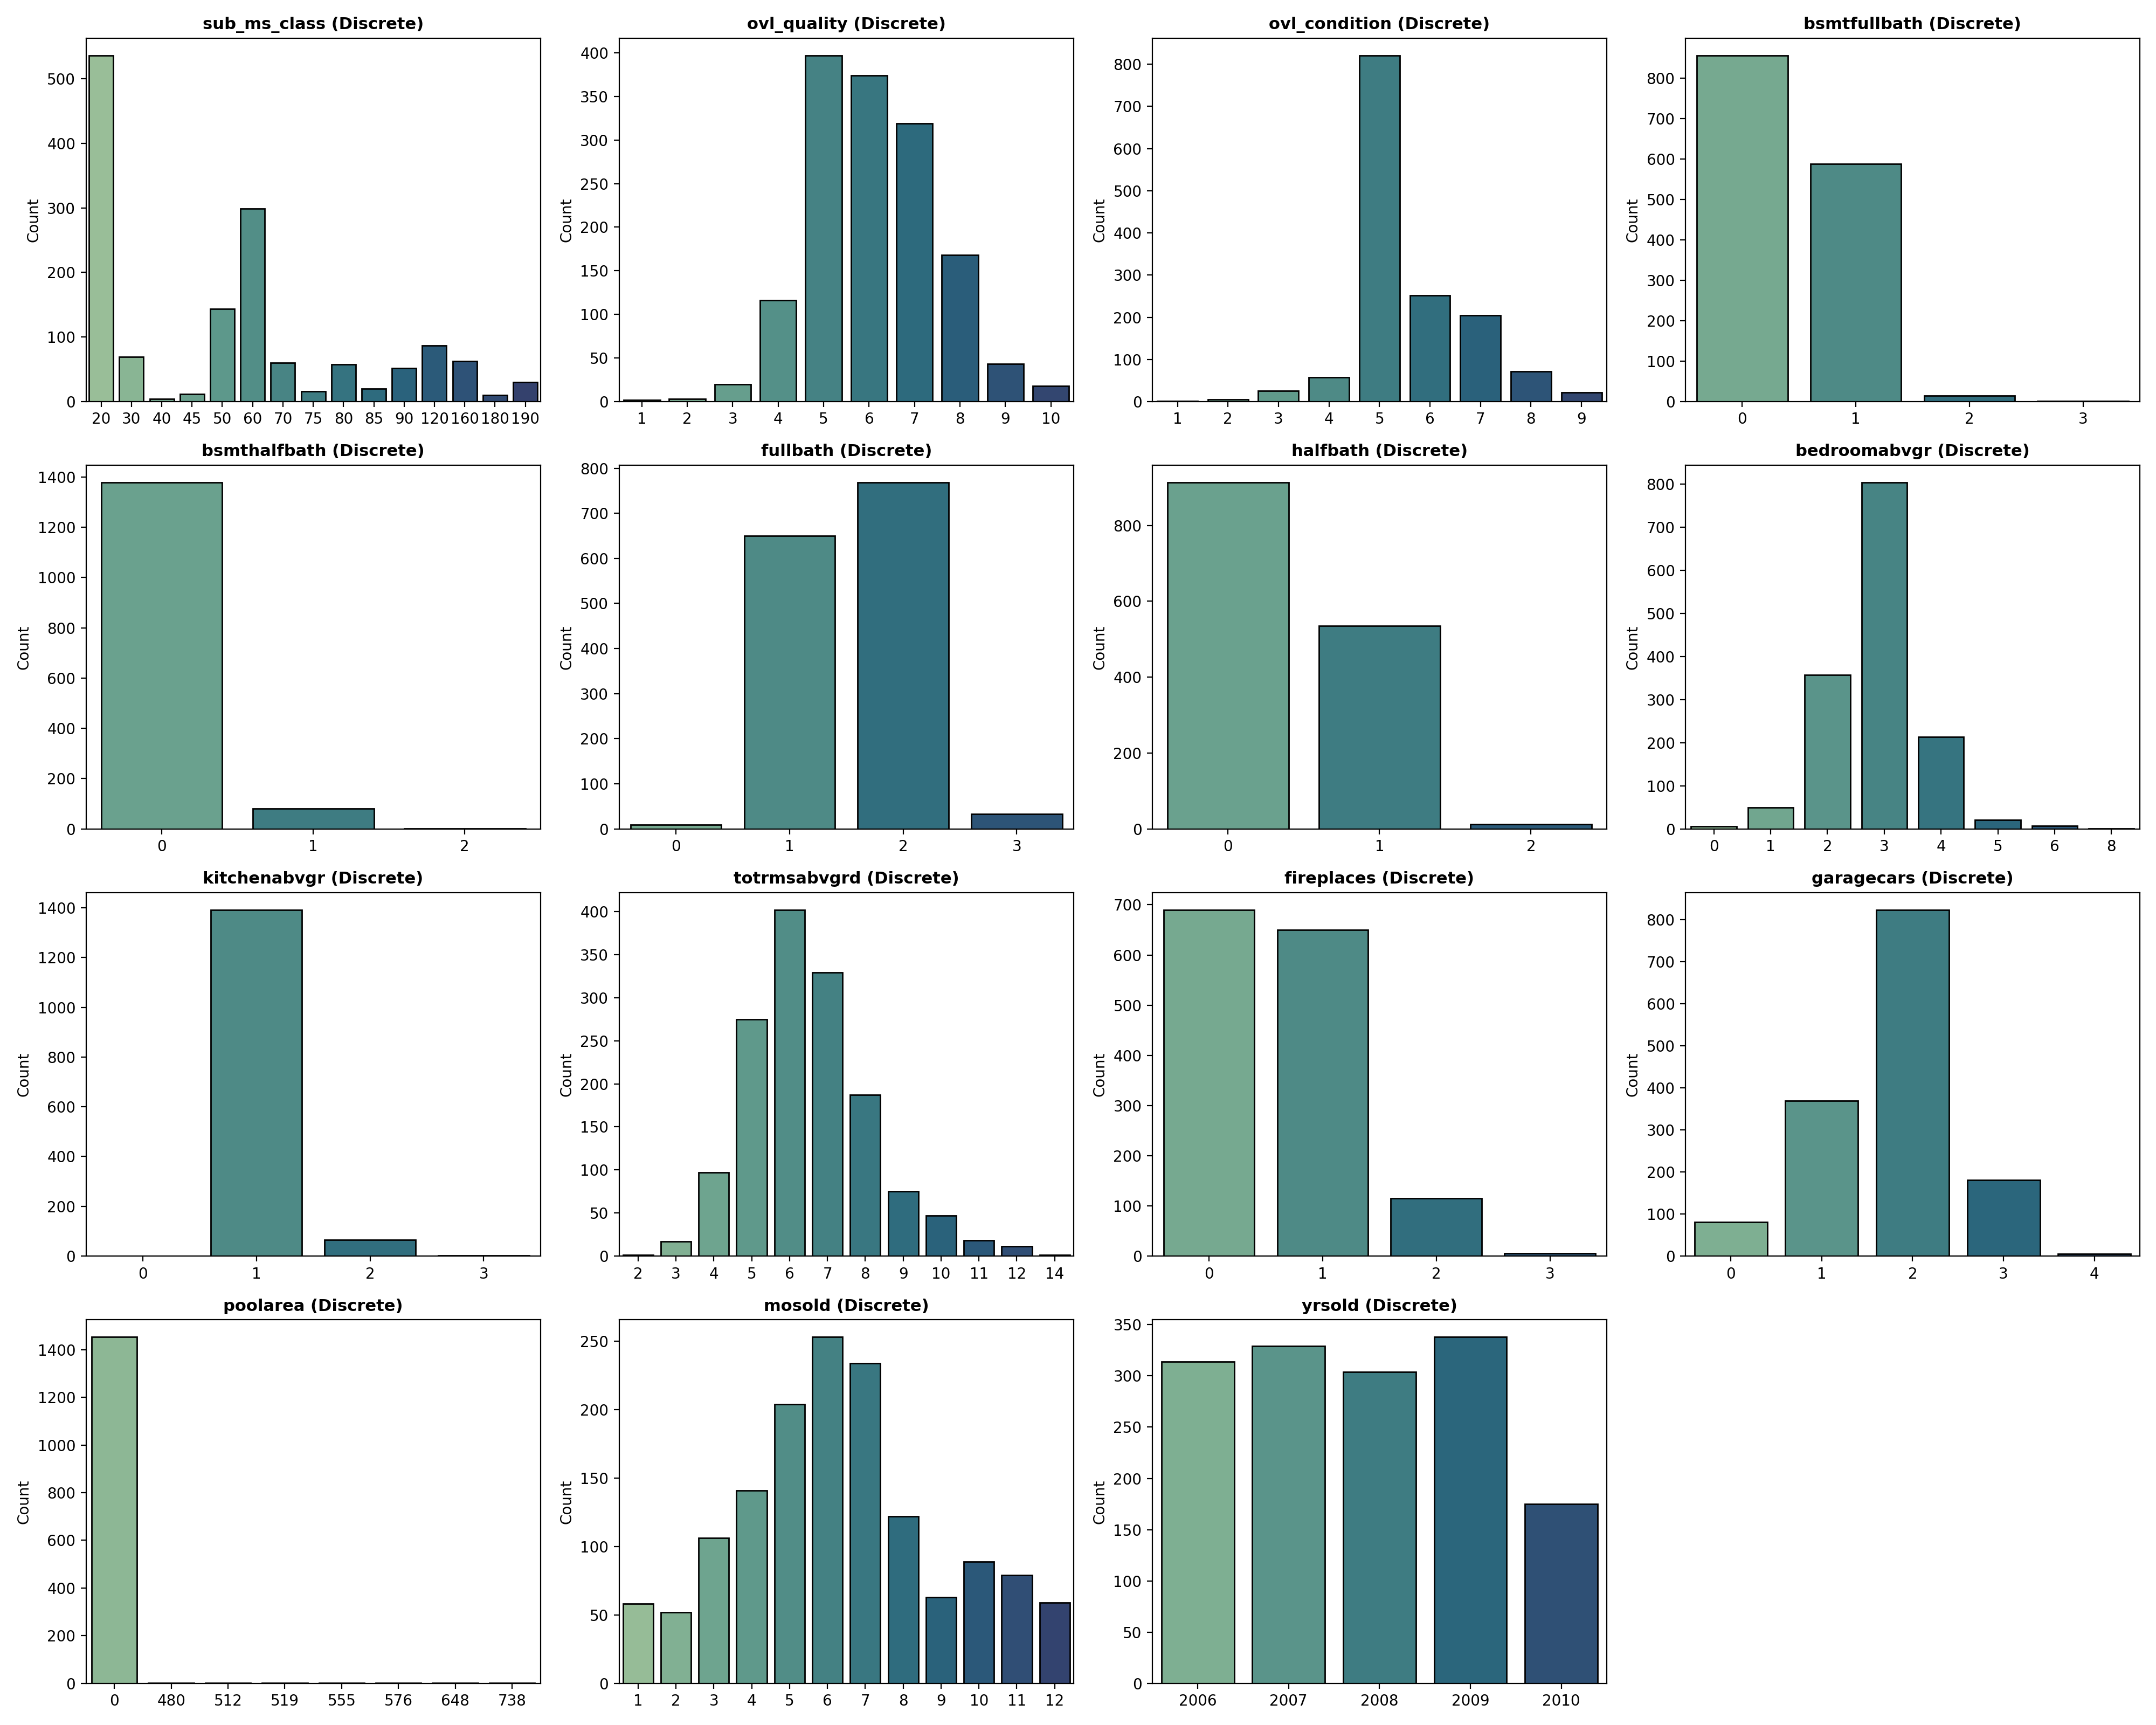 sub_ms_class (Discrete)
Count
500
400
300
200
100
0
20 30 40 45 50 60 70 75 80 85 90 120 160 180 190
ovl_quality (Discrete)
Count
400
350
300
250
200
150
100
50
0
1 2 3 4 5 6 7 8 9 10
ovl_condition (Discrete)
Count
800
700
600
500
400
300
200
100
0
1 2 3 4 5 6 7 8 9
bsmtfullbath (Discrete)
Count
800
700
600
500
400
300
200
100
0
0 1 2 3
bsmthalfbath (Discrete)
Count
1400
1200
1000
800
600
400
200
0
0 1 2
fullbath (Discrete)
Count
800
700
600
500
400
300
200
100
0
0 1 2 3
halfbath (Discrete)
Count
800
600
400
200
0
0 1 2
bedroomabvgr (Discrete)
Count
800
700
600
500
400
300
200
100
0
0 1 2 3 4 5 6 8
kitchenabvgr (Discrete)
Count
1400
1200
1000
800
600
400
200
0
0 1 2 3
totrmsabvgrd (Discrete)
Count
400
350
300
250
200
150
100
50
0
2 3 4 5 6 7 8 9 10 11 12 14
fireplaces (Discrete)
Count
700
600
500
400
300
200
100
0
0 1 2 3
garagecars (Discrete)
Count
800
700
600
500
400
300
200
100
0
0 1 2 3 4
poolarea (Discrete)
Count
1400
1200
1000
800
600
400
200
0
0 480 512 519 555 576 648 738
mosold (Discrete)
Count
250
200
150
100
50
0
1 2 3 4 5 6 7 8 9 10 11 12
yrsold (Discrete)
Count
350
300
250
200
150
100
50
0
2006 2007 2008 2009 2010